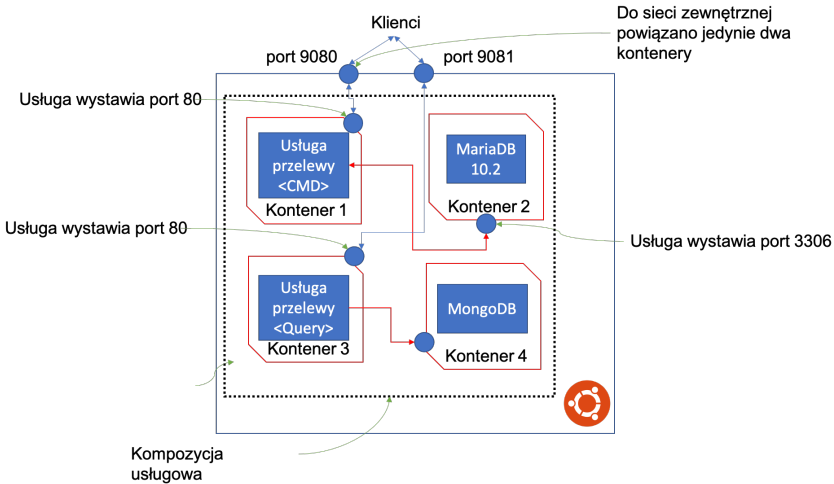 Klienci
Do sieci zewnętrznej
powiązano jedynie dwa
kontenery
port 9080
port 9081
Usługa wystawia port 80
Usługa
przelewy
<CMD>
Kontener 1
MariaDB
10.2
Kontener 2
Usługa wystawia port 80
Usługa wystawia port 3306
Usługa
przelewy
<Query>
Kontener 3
MongoDB
Kontener 4
Kompozycja
usługowa